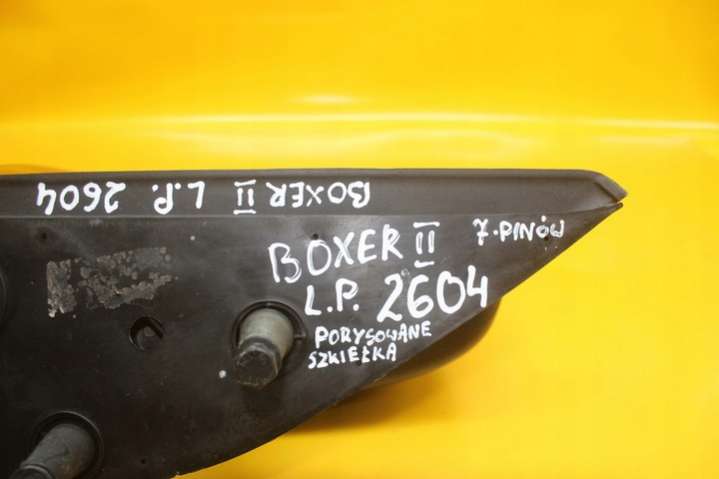 BOXER II L.P. 2604
BOXER II 7-PINÓW
L.P. 2604
PORYSOWANE
SZKIEŁKA